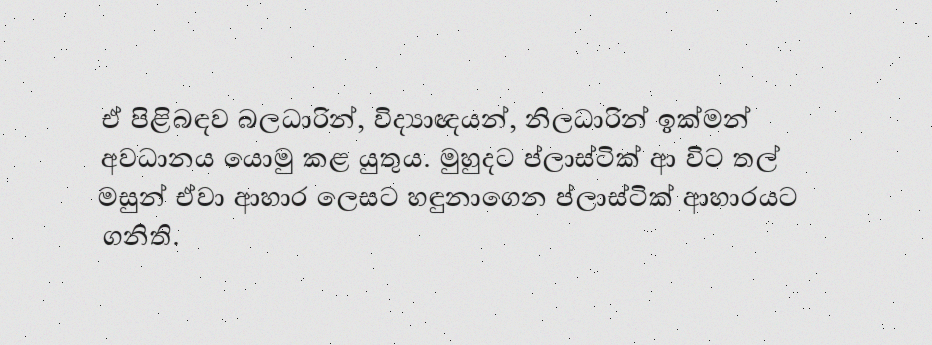 ඒ පිළිබඳව බලධාරින්, විද්‍යාඥයන්, නිලධාරින් ඉක්මන්
අවධානය යොමු කළ යුතුය. මුහුදට ප්ලාස්ටික් ආ විට තල්
මසුන් ඒවා ආහාර ලෙසට හඳුනාගෙන ප්ලාස්ටික් ආහාරයට
ගනිති.